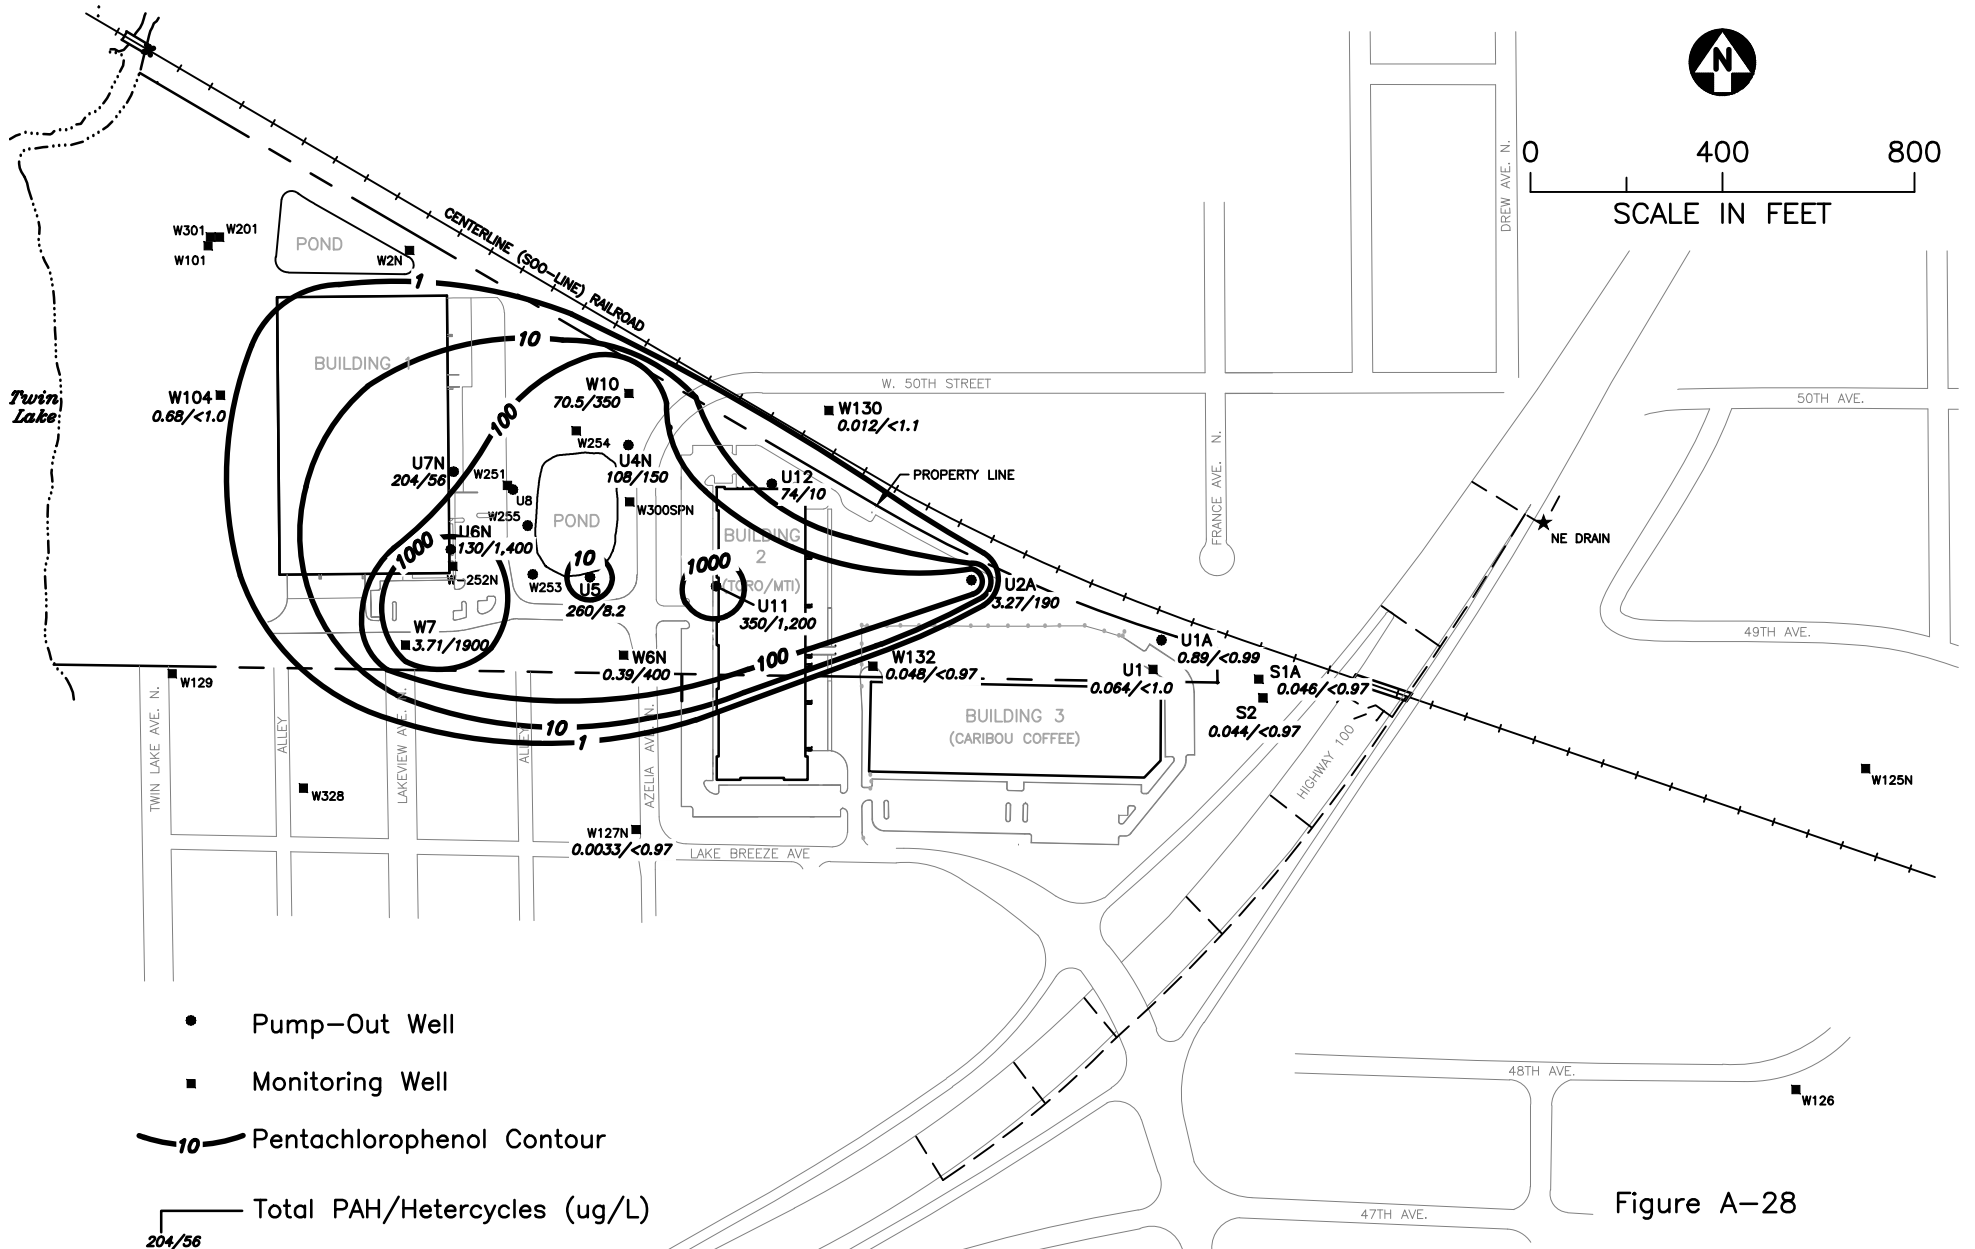 N
0 400 800
SCALE IN FEET
DREW AVE. N.
W301
W201
W101
POND
W2N
CENTERLINE (SOO-LINE) RAILROAD
1
10
BUILDING 1
W. 50TH STREET
50TH AVE.
Twin
Lake
W104
0.68/<1.0
W10
70.5/350
100
W130
0.012/<1.1
W254
U4N
108/150
FRANCE AVE. N.
U7N
204/56
W251
U8
U12
74/10
PROPERTY LINE
W300SPN
W255
POND
NE DRAIN
U6N
130/1,400
BUILDING
2
(TORO/MTI)
1000
10
1000
W-252N
W253
U5
260/8.2
U11
350/1,200
U2A
3.27/190
W7
3.71/1900
49TH AVE.
U1A
0.89/<0.99
W6N
0.39/400
100
W132
0.048/<0.97
U1
0.064/<1.0
S1A
0.046/<0.97
W129
S2
0.044/<0.97
BUILDING 3
(CARIBOU COFFEE)
10
1
TWIN LAKE AVE. N.
ALLEY
LAKEVIEW AVE. N.
ALLEY
AZELIA AVE. N.
HIGHWAY 100
W125N
W328
W127N
0.0033/<0.97
LAKE BREEZE AVE
Pump-Out Well
Monitoring Well
48TH AVE.
W126
10
Pentachlorophenol Contour
Total PAH/Hetercycles (ug/L)
204/56
47TH AVE.
Figure A-28